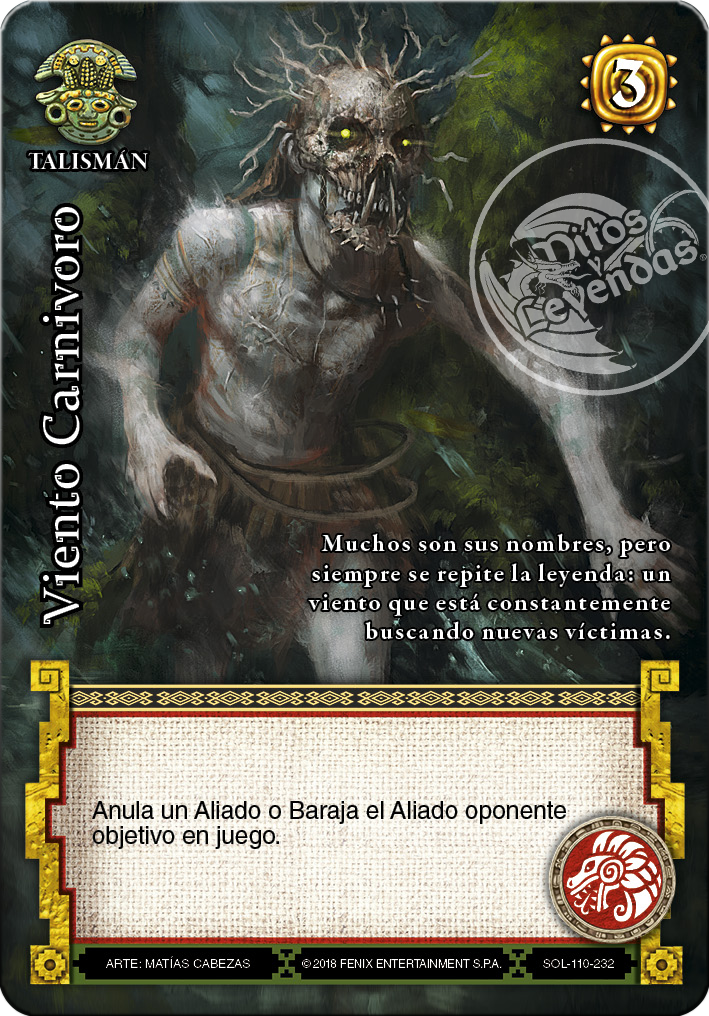 TALISMÁN
3
Mitos
y
Leyendas
Viento Carnivoro
Muchos son sus nombres, pero
siempre se repite la leyenda: un
viento que está constantemente
buscando nuevas víctimas.
Anula un Aliado o Baraja el Aliado oponente
objetivo en juego.
ARTE: MATÍAS CABEZAS
©2018 FENIX ENTERTAINMENT S.P.A.
SOL-110-232